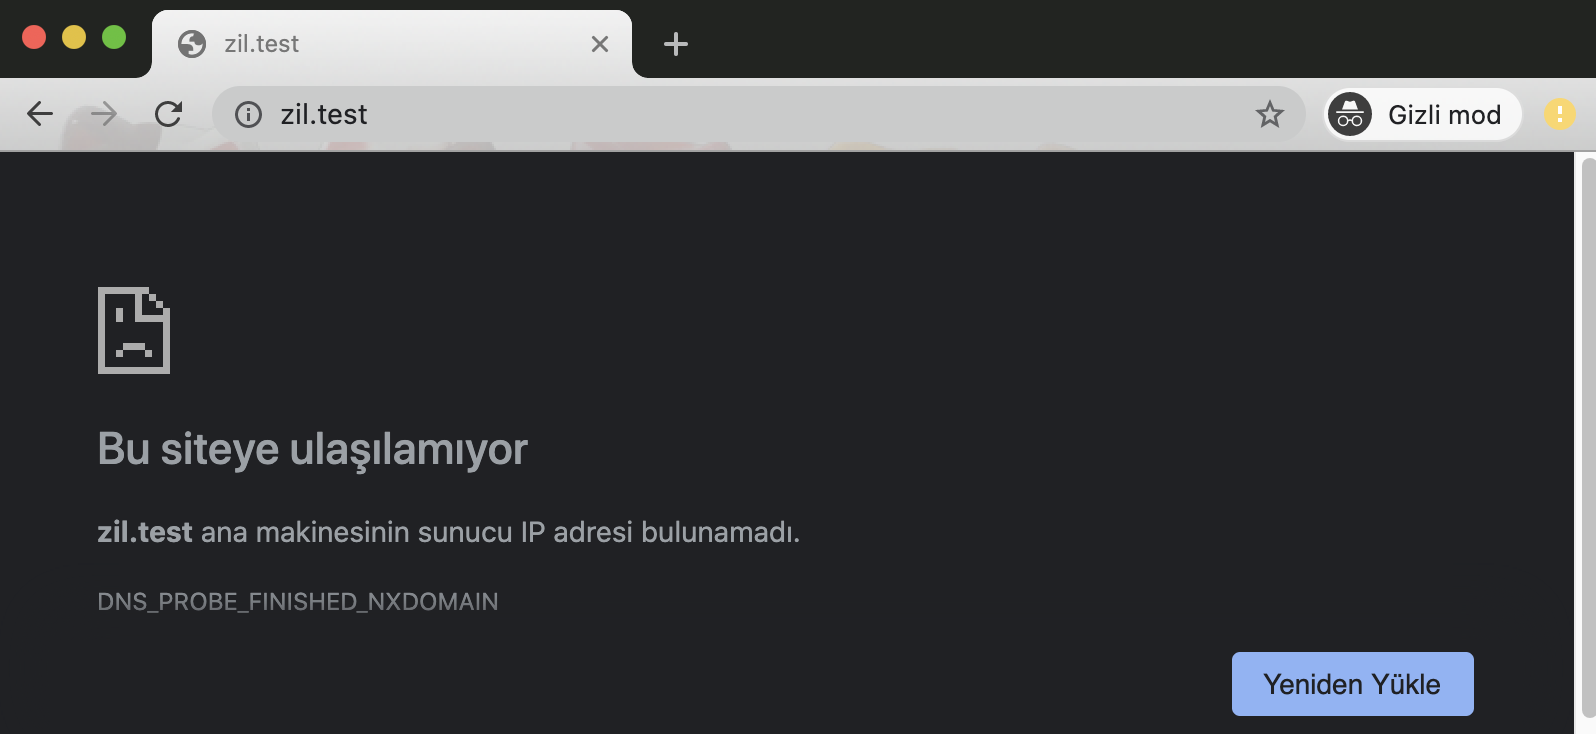 zil.test
zil.test
Gizli mod
Bu siteye ulaşılamıyor
zil.test ana makinesinin sunucu IP adresi bulunamadı.
DNS_PROBE_FINISHED_NXDOMAIN
Yeniden Yükle